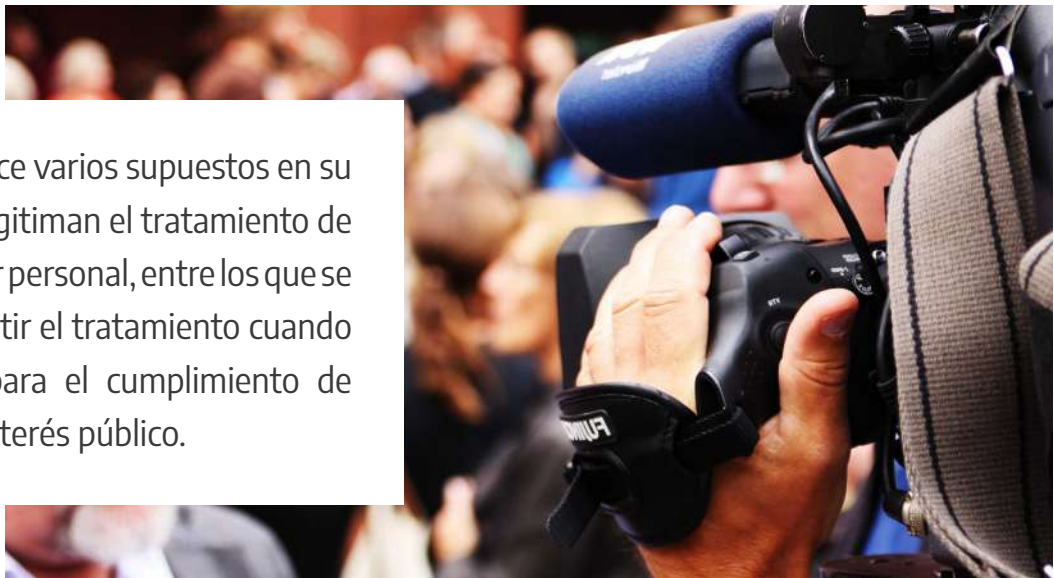 ce varios supuestos en su
gitiman el tratamiento de
r personal, entre los que se
tir el tratamiento cuando
para el cumplimiento de
terés público.
FUJINON
RTV